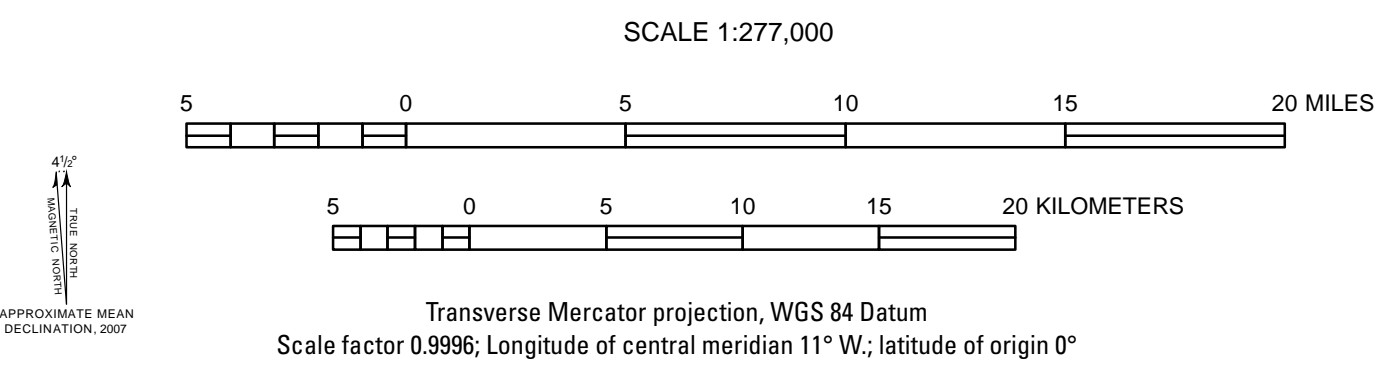 SCALE 1:277,000
5 0 5 10 15 20 MILES
4 1/2°
MAGNETIC NORTH
TRUE NORTH
5 0 5 10 15 20 KILOMETERS
APPROXIMATE MEAN
DECLINATION, 2007
Transverse Mercator projection, WGS 84 Datum
Scale factor 0.9996; Longitude of central meridian 11° W.; latitude of origin 0°